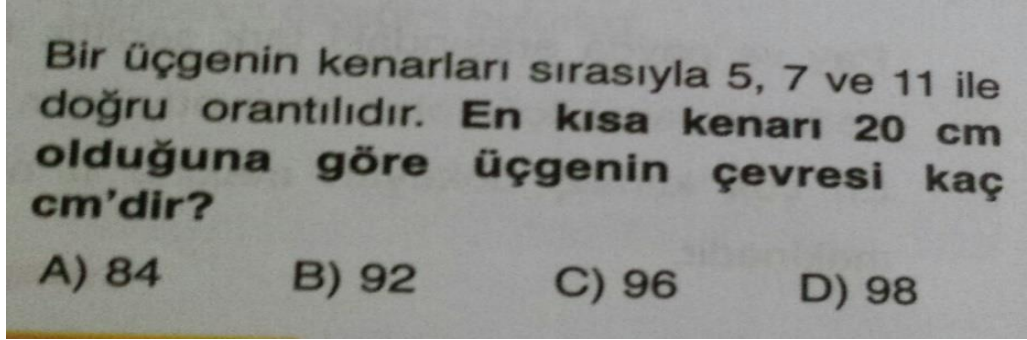 Bir üçgenin kenarları sırasıyla 5, 7 ve 11 ile
doğru orantılıdır. En kısa kenarı 20 cm
olduğuna göre üçgenin çevresi kaç
cm'dir?
A) 84 B) 92 C) 96 D) 98